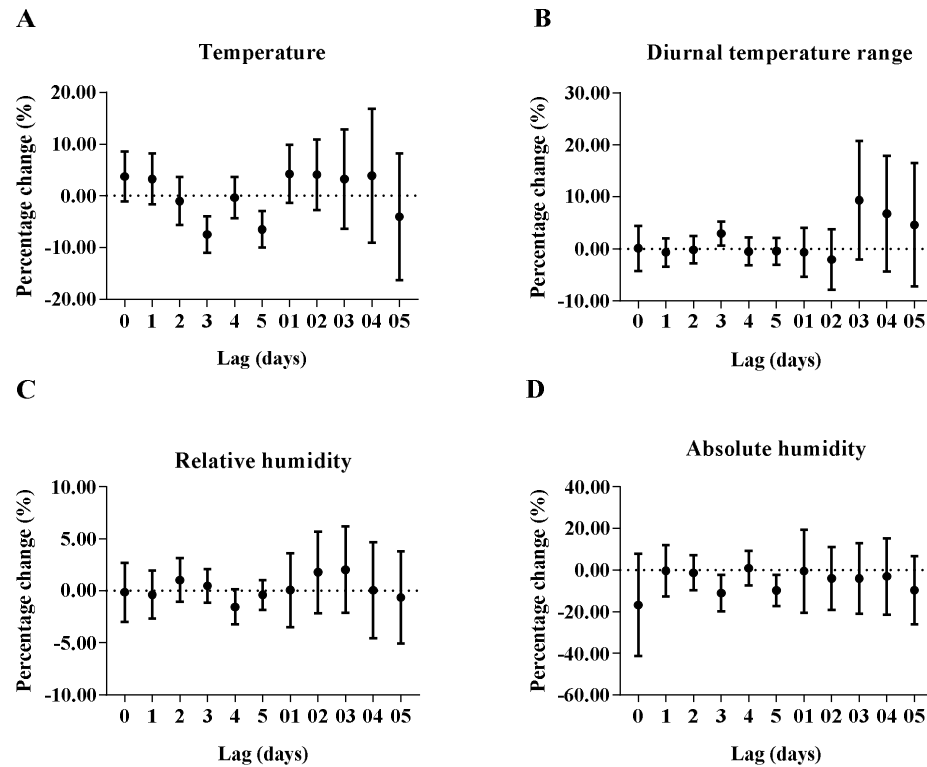 A
Temperature
Percentage change (%)
20.00
10.00
0.00
-10.00
-20.00
0 1 2 3 4 5 01 02 03 04 05
Lag (days)
B
Diurnal temperature range
Percentage change (%)
30.00
20.00
10.00
0.00
-10.00
0 1 2 3 4 5 01 02 03 04 05
Lag (days)
C
Relative humidity
Percentage change (%)
10.00
5.00
0.00
-5.00
-10.00
0 1 2 3 4 5 01 02 03 04 05
Lag (days)
D
Absolute humidity
Percentage change (%)
40.00
20.00
0.00
-20.00
-40.00
-60.00
0 1 2 3 4 5 01 02 03 04 05
Lag (days)